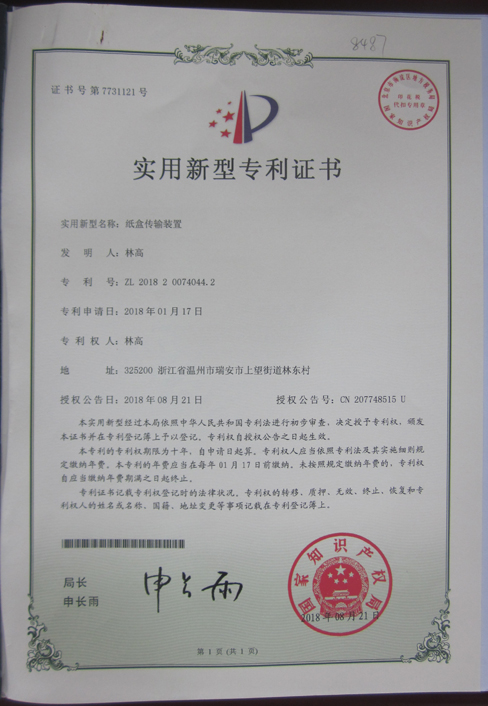 8487
证书号第7731121号
印花税
代扣专用章
实用新型专利证书
实用新型名称：纸盒传输装置
发明人：林高
专利号：ZL 2018 2 0074044.2
专利申请日：2018年01月17日
专利权人：林高
地址：325200 浙江省温州市瑞安市上望街道林东村
授权公告日：2018年08月21日 授权公告号：CN 207748515 U
本实用新型经过本局依照中华人民共和国专利法进行初步审查，决定授予专利权，颁发
本证书并在专利登记簿上予以登记。专利权自授权公告之日起生效。
本专利的专利权期限为十年，自申请日起算。专利权人应当依照专利法及其实施细则规
定缴纳年费。本专利的年费应当在每年01月17日前缴纳。未按照规定缴纳年费的，专利权
自应当缴纳年费期满之日起终止。
专利证书记载专利权登记时的法律状况。专利权的转移、质押、无效、终止、恢复和专
利权人的姓名或名称、国籍、地址变更等事项记载在专利登记簿上。
局长
申长雨
申长雨
国家知识产权局
2018年08月21日
第1页（共1页）